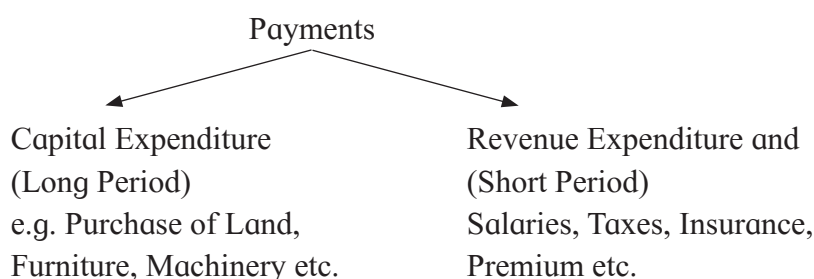 Payments
Capital Expenditure
(Long Period)
e.g. Purchase of Land,
Furniture, Machinery etc.
Revenue Expenditure and
(Short Period)
Salaries, Taxes, Insurance,
Premium etc.